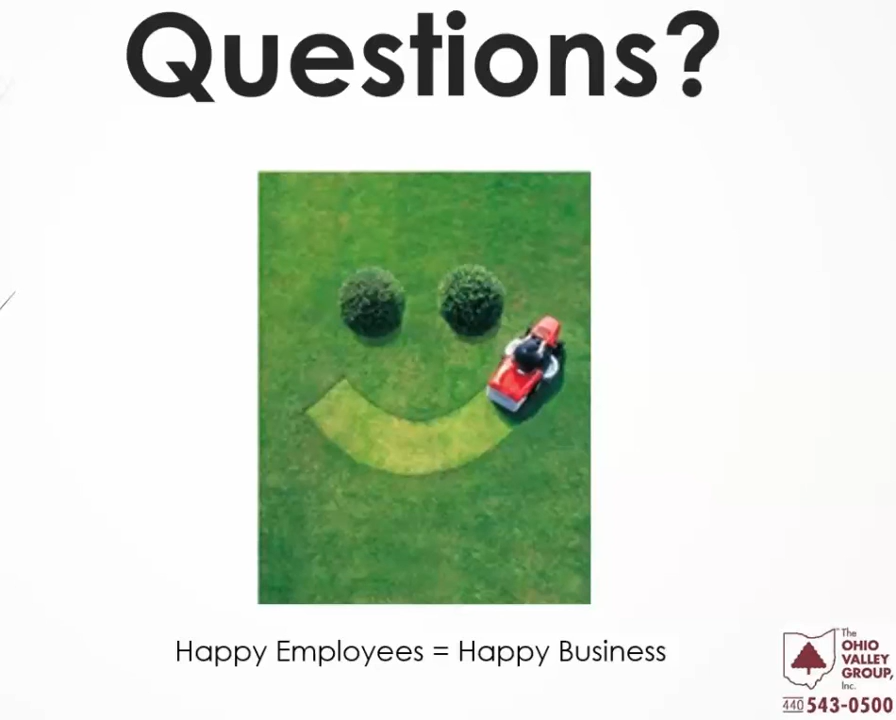 Questions?
Happy Employees = Happy Business
The
OHIO
VALLEY
GROUP,
Inc.
440 543-0500